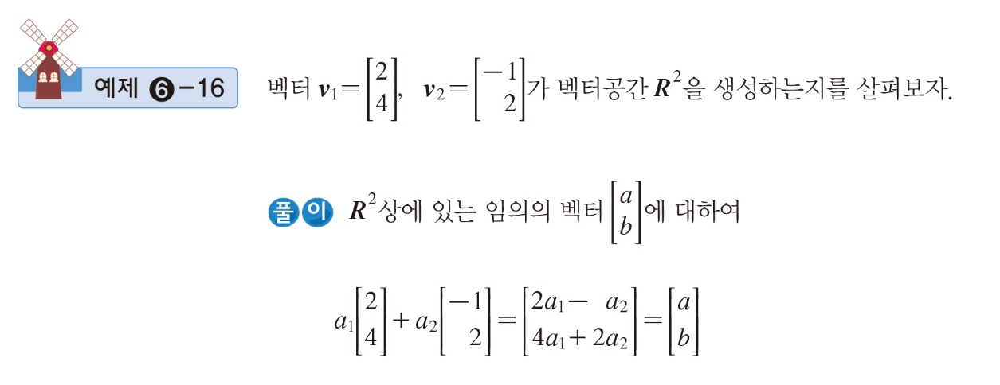 예제 ❻-16 벡터 v₁=[2 4], v₂=[-1 2]가 벡터공간 R²을 생성하는지를 살펴보자.
풀이 R²상에 있는 임의의 벡터 [a b]에 대하여
a₁[2 4]+a₂[-1 2]=[2a₁- a₂ 4a₁+2a₂]=[a b]